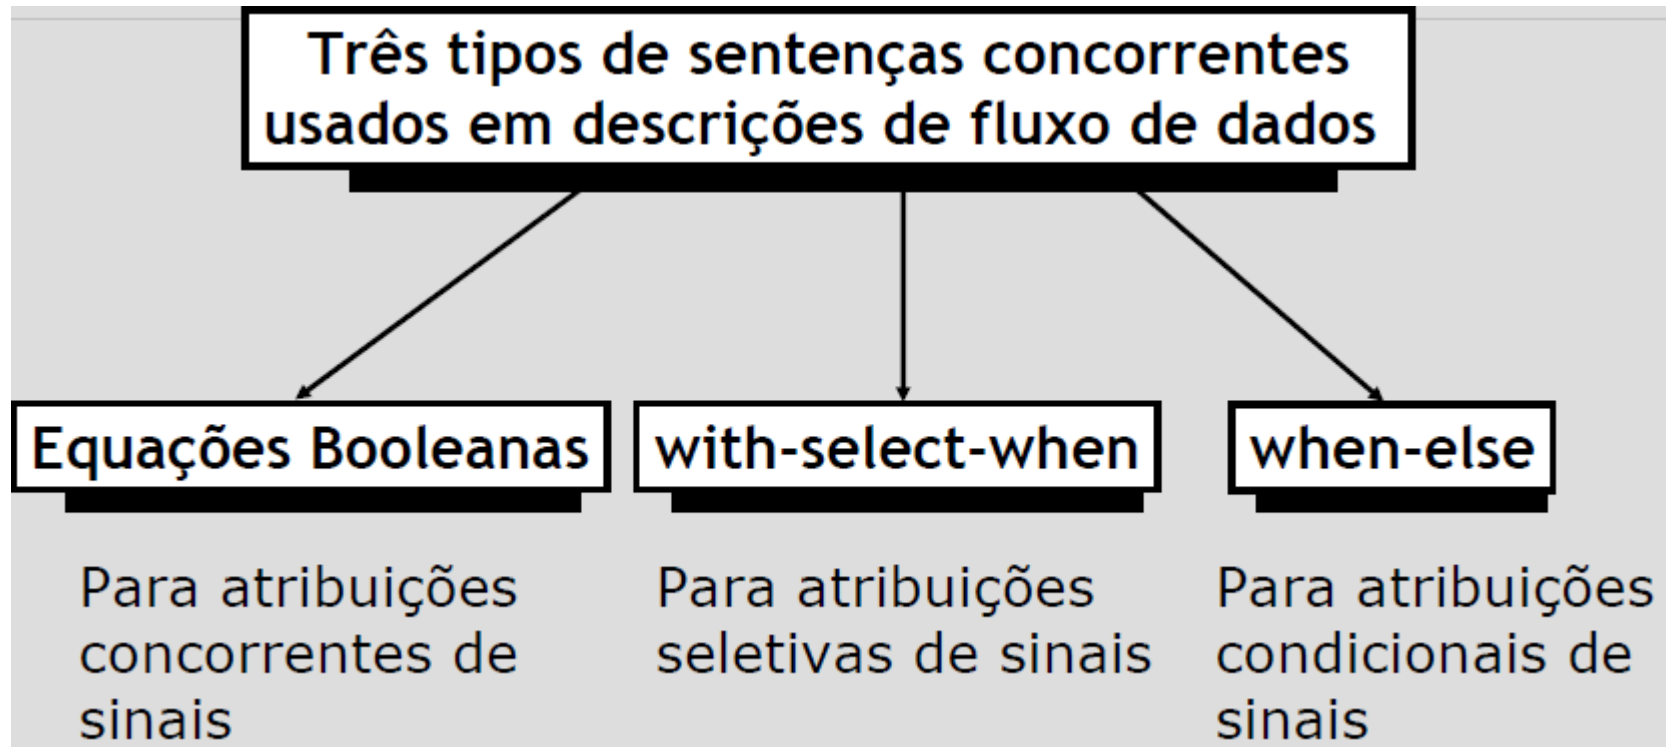 Três tipos de sentenças concorrentes
usados em descrições de fluxo de dados
Equações Booleanas
with-select-when
when-else
Para atribuições
concorrentes de
sinais
Para atribuições
seletivas de sinais
Para atribuições
condicionais de
sinais